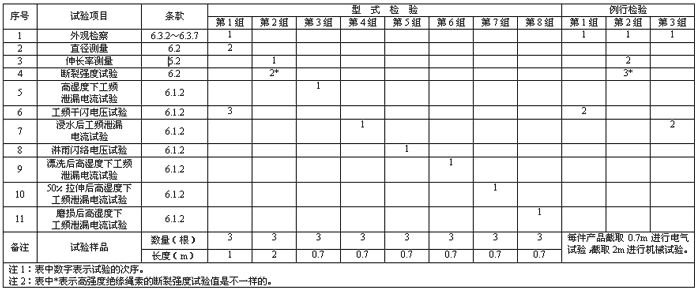 序号 试验项目 条款 型 式 检 验 例行检验
第1组 第2组 第3组 第4组 第5组 第6组 第7组 第8组 第1组 第2组 第3组
1 外观检察 6.3.2～6.3.7 1 1 1 1
2 直径测量 6.2 2
3 伸长率测量 5.2 1 2
4 断裂强度试验 6.2 2* 3*
5 高湿度下工频
泄漏电流试验 6.1.2 1
6 工频干闪电压试验 6.1.2 3 2
7 浸水后工频泄漏
电流试验 6.1.2 1 2
8 淋雨闪络电压试验 6.1.2 1
9 漂洗后高湿度下工频
泄漏电流试验 6.1.2 1
10 50% 拉伸后高湿度下
工频泄漏电流试验 6.1.2 1
11 磨损后高湿度下
工频泄漏电流试验 6.1.2 1
备注 试验样品 数量（根） 3 3 3 3 3 3 3 3 每件产品截取 0.7m 进行电气
长度（m） 1 2 0.7 0.7 0.7 0.7 0.7 0.7 试验,截取 2m 进行机械试验。
注 1：表中数字表示试验的次序。
注 2：表中*表示高强度绝缘绳索的断裂强度试验值是不一样的。